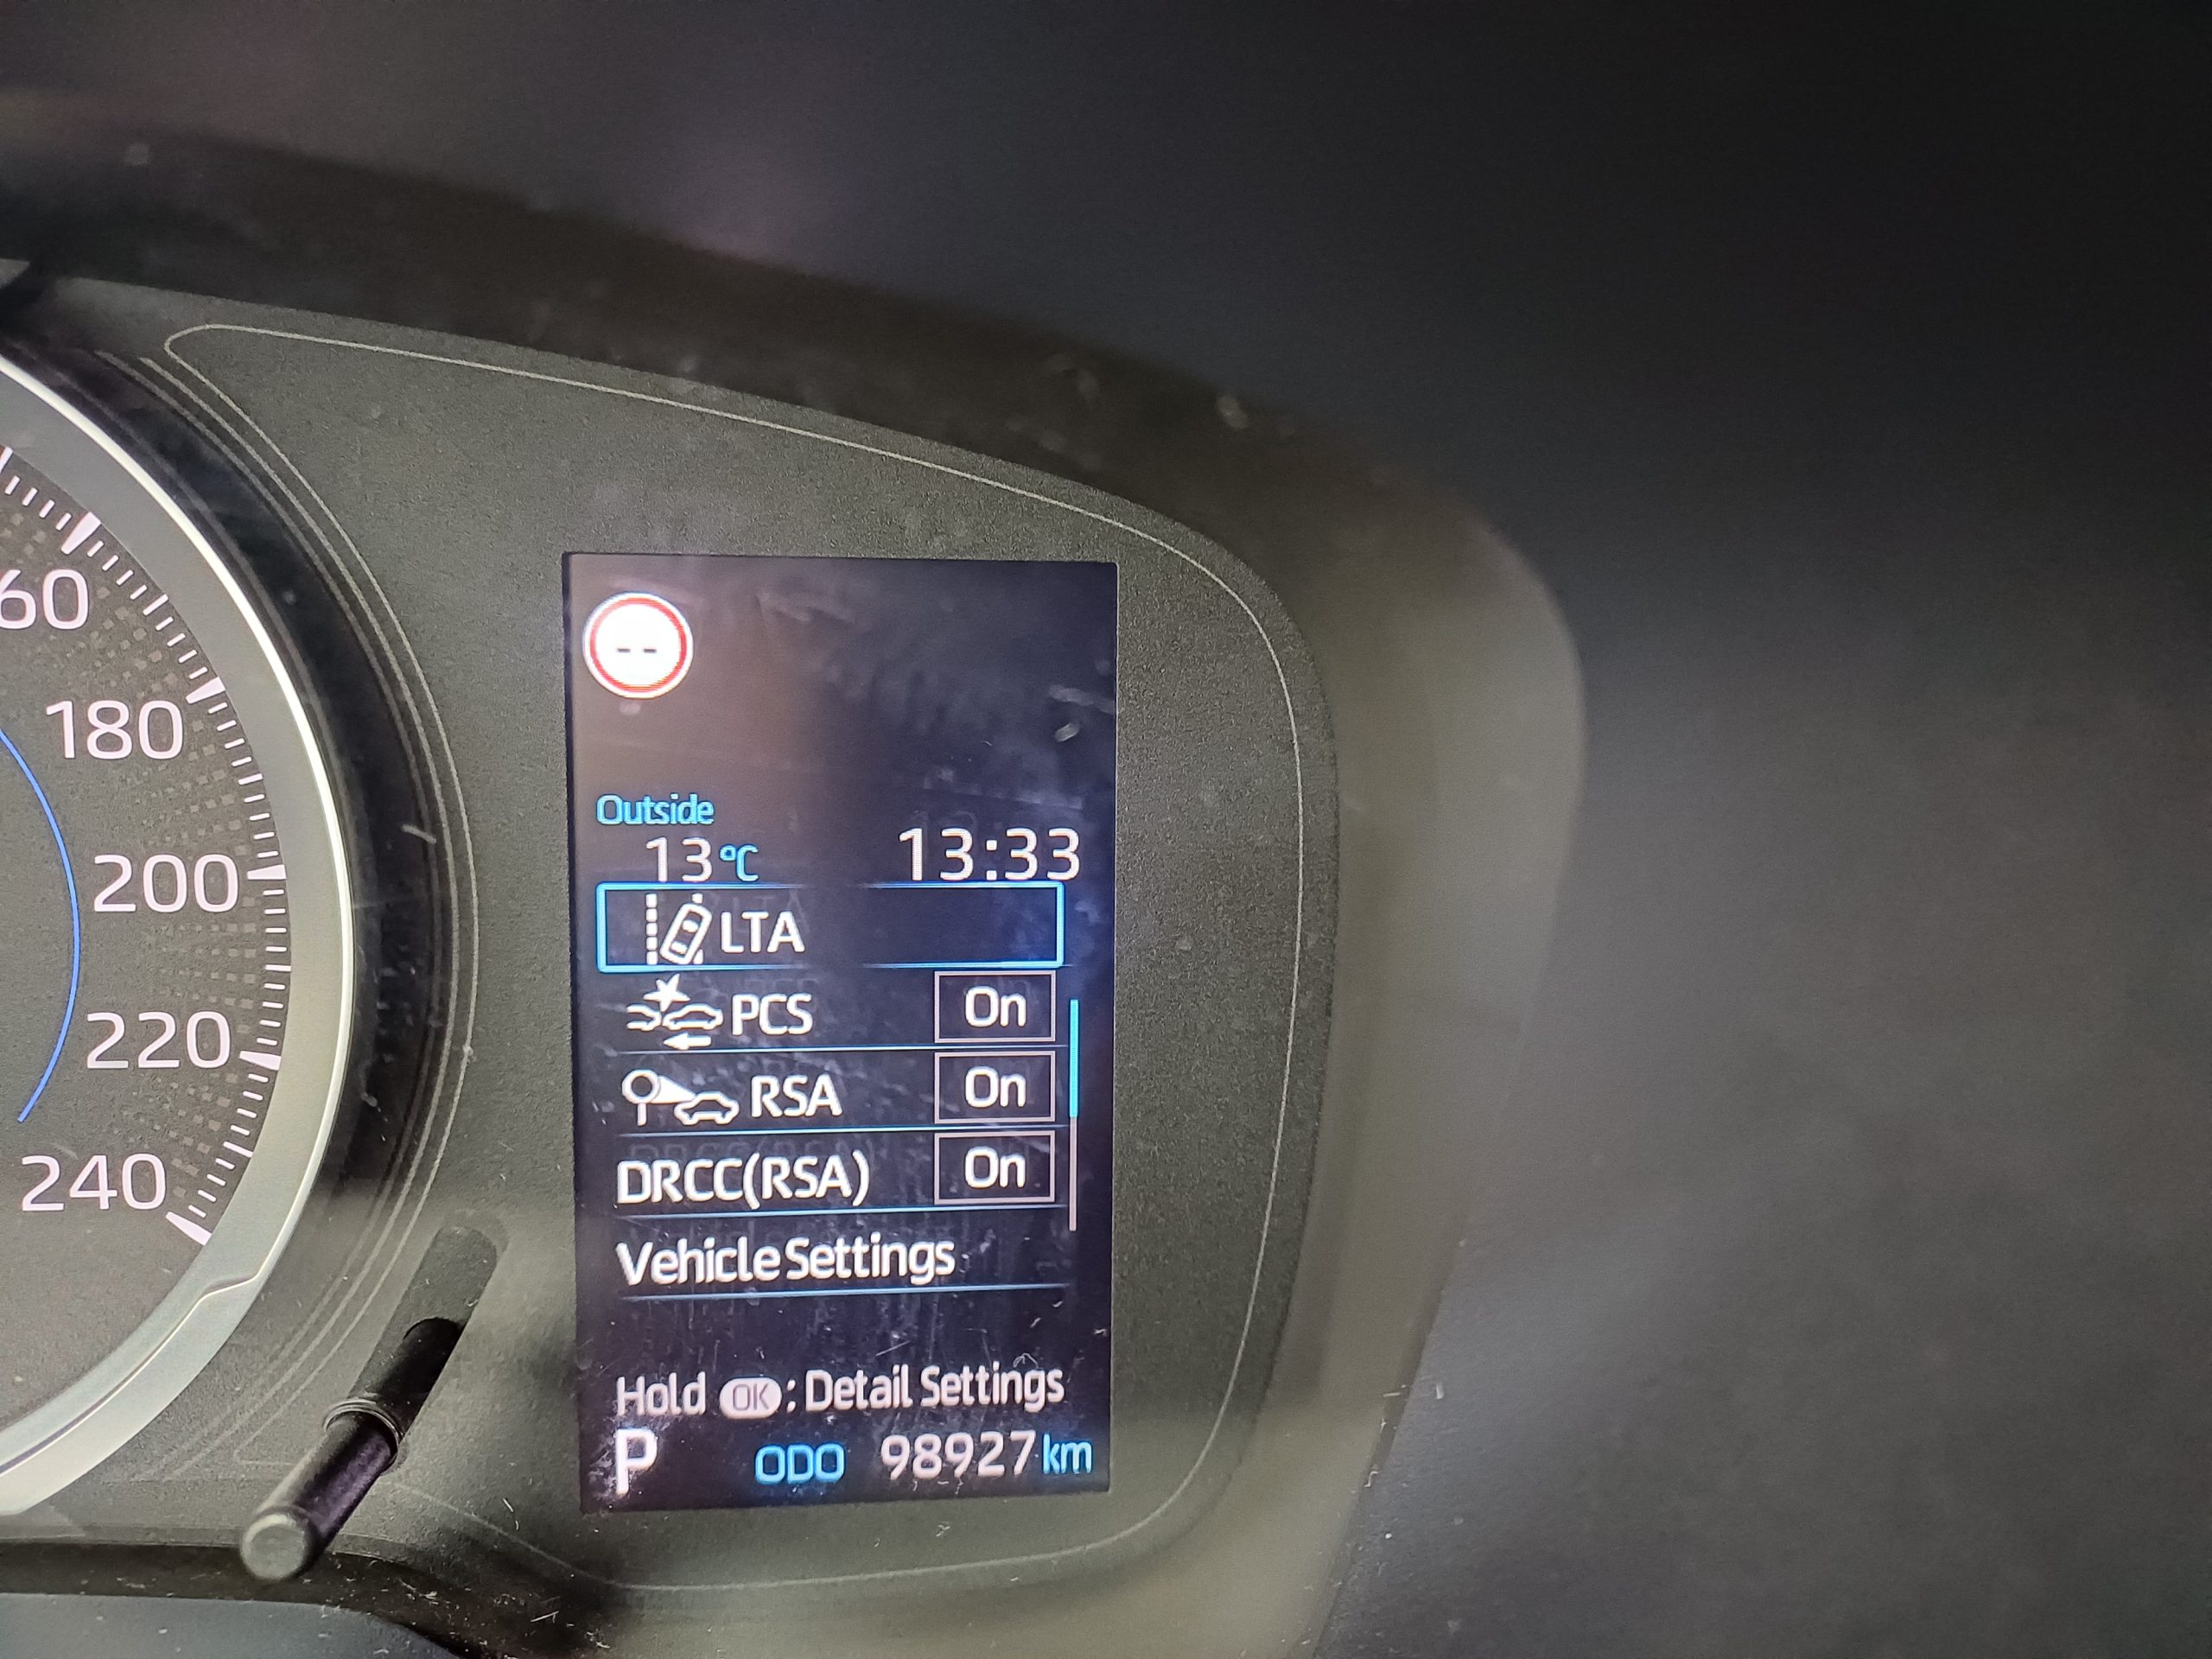 60
180
200
220
240
--
Outside
13°C 13:33
LTA
PCS On
RSA On
DRCC(RSA) On
Vehicle Settings
Hold OK: Detail Settings
P ODO 98927 km